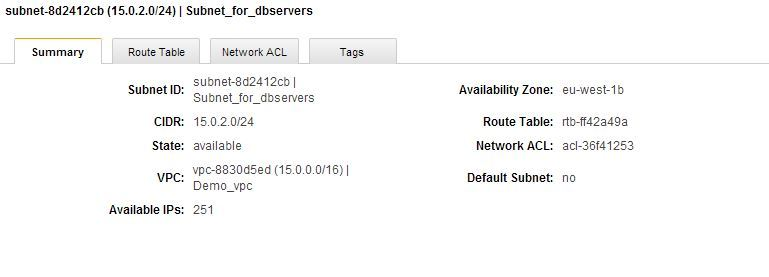 subnet-8d2412cb (15.0.2.0/24) | Subnet_for_dbservers
Summary Route Table Network ACL Tags
Subnet ID: subnet-8d2412cb |
Subnet_for_dbservers
Availability Zone: eu-west-1b
CIDR: 15.0.2.0/24
Route Table: rtb-ff42a49a
State: available
Network ACL: acl-36f41253
VPC: vpc-8830d5ed (15.0.0.0/16) |
Demo_vpc
Default Subnet: no
Available IPs: 251